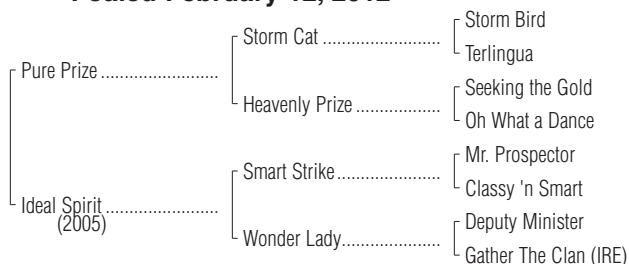 Foaled February 12, 2012
Storm Bird
Storm Cat ........................
Terlingua
Pure Prize ...............................
Seeking the Gold
Heavenly Prize ...................
Oh What a Dance
Mr. Prospector
Smart Strike ........................
Classy 'n Smart
Ideal Spirit ..............................
(2005)
Deputy Minister
Wonder Lady......................
Gather The Clan (IRE)